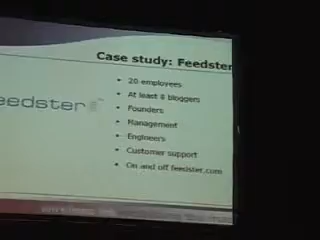 Case study: Feedster
eedster
20 employees
At least 8 bloggers
Founders
Management
Engineers
Customer support
On and off feedster.com